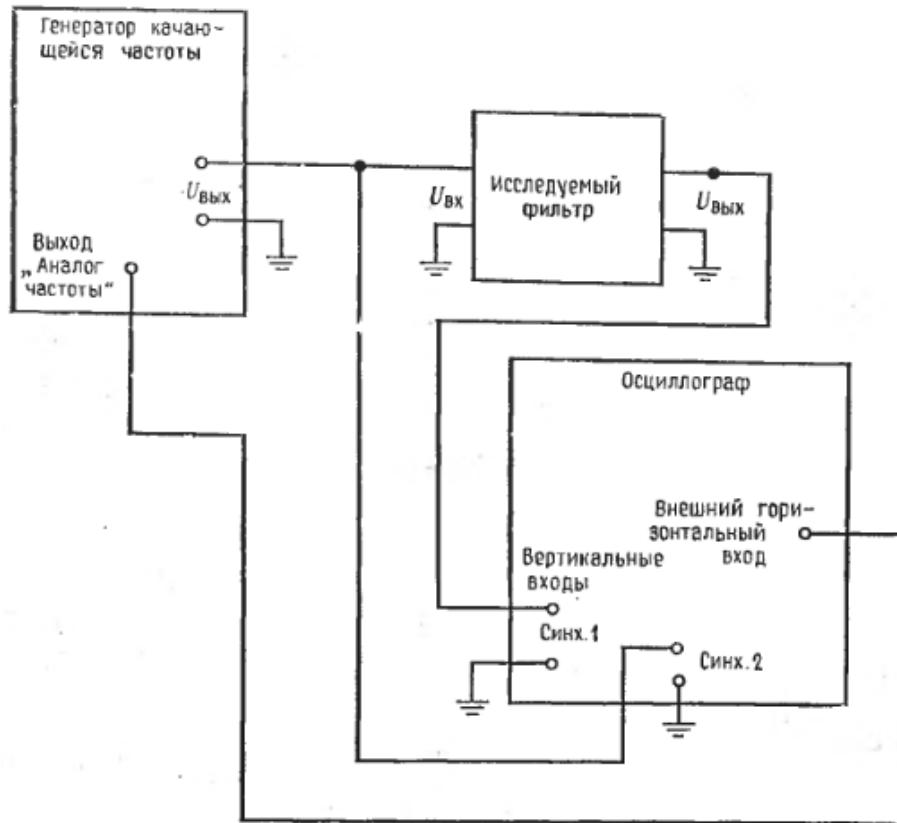 Генератор качаю-
щейся частоты
Uвых
Выход
„Аналог
частоты“
Uвх
Исследуемый
фильтр
Uвых
Осциллограф
Внешний гори-
зонтальный
вход
Вертикальные
входы
Синх.1
Синх.2